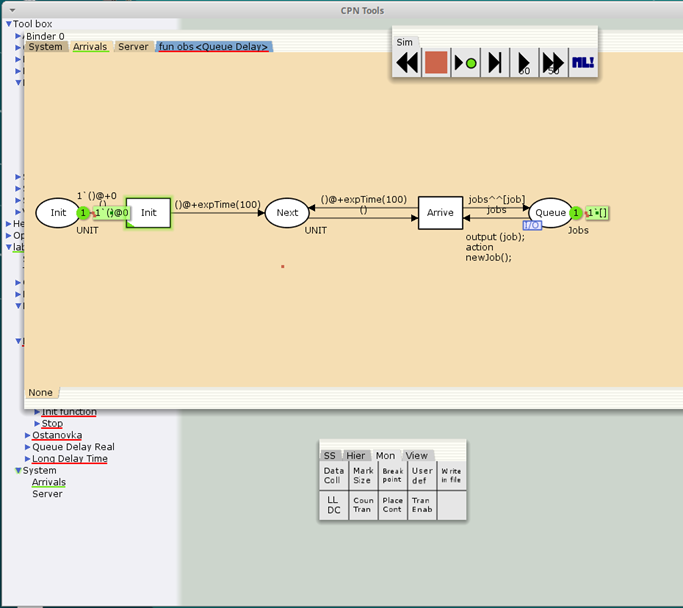 CPN Tools
Tool box
Binder 0
System Arrivals Server fun obs <Queue Delay>
Sim
50
50
ML!
1`()@+0
()
Init 1 1`()@0 Init
UNIT
()@+expTime(100)
Next
UNIT
()@+expTime(100)
()
Arrive
jobs^^[job]
jobs
Queue 1 1`[]
I/O
Jobs
output (job);
action
newJob();
None
Init function
Stop
Ostanovka
Queue Delay Real
Long Delay Time
System
Arrivals
Server
SS Hier Mon View
Data Coll
Mark Size
Break point
User def
Write in file
LL DC
Coun Tran
Place Cont
Tran Enab